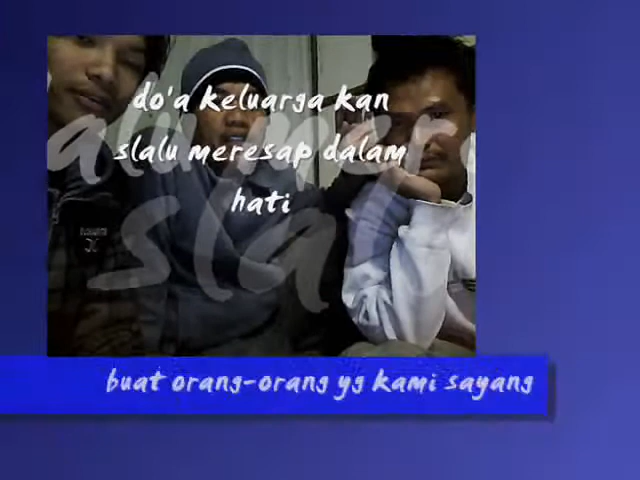 do'a keluarga kan
slalu meresap dalam
hati
buat orang-orang yg kami sayang